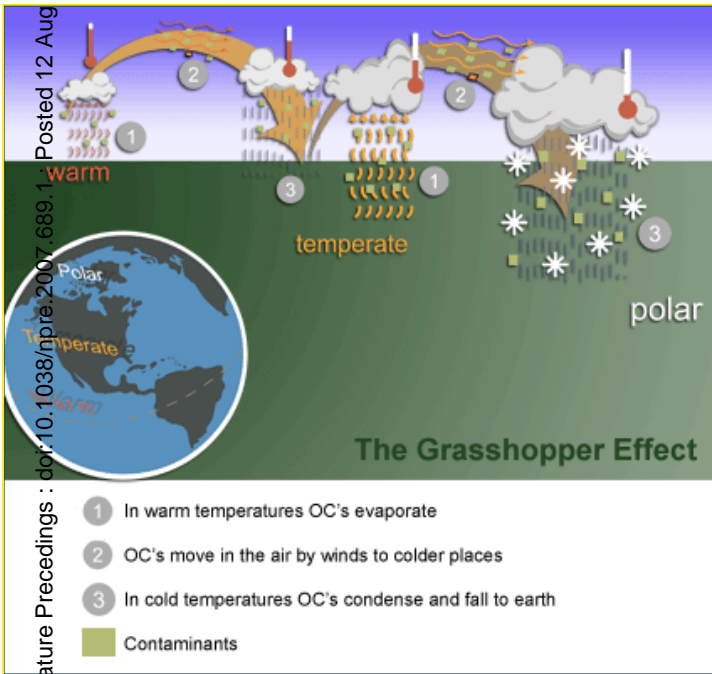 ature Precedings : doi:10.1038/npre.2007.689.1 : Posted 12 Aug
2
1
3
warm
2
1
3
temperate
polar
Polar
Temperate
The Grasshopper Effect
1 In warm temperatures OC's evaporate
2 OC's move in the air by winds to colder places
3 In cold temperatures OC's condense and fall to earth
Contaminants